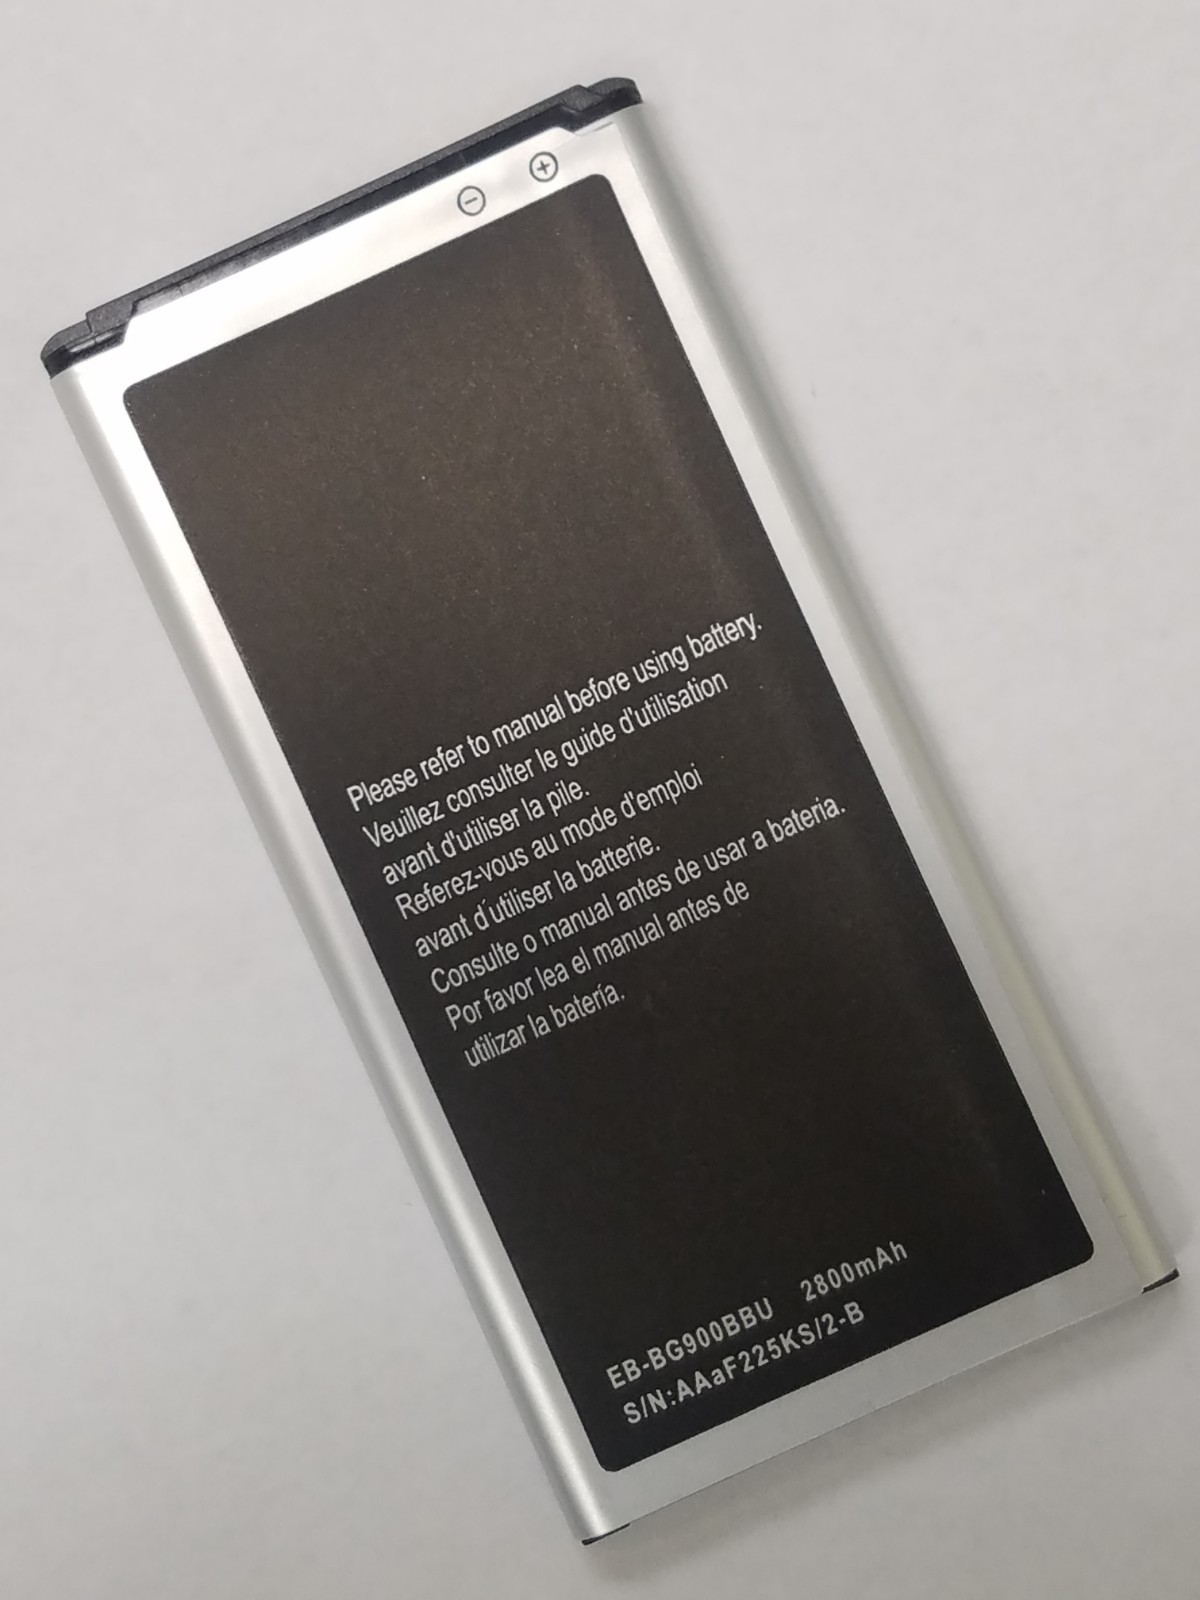 Please refer to manual before using battery.
Veuillez consulter le guide d'utilisation
avant d'utiliser la pile.
Referez-vous au mode d'emploi
avant d'utiliser la batterie.
Consulte o manual antes de usar a bateria.
Por favor lea el manual antes de
utilizar la batería.
EB-BG900BBU 2800mAh
S/N:AAaF225KS/2-B